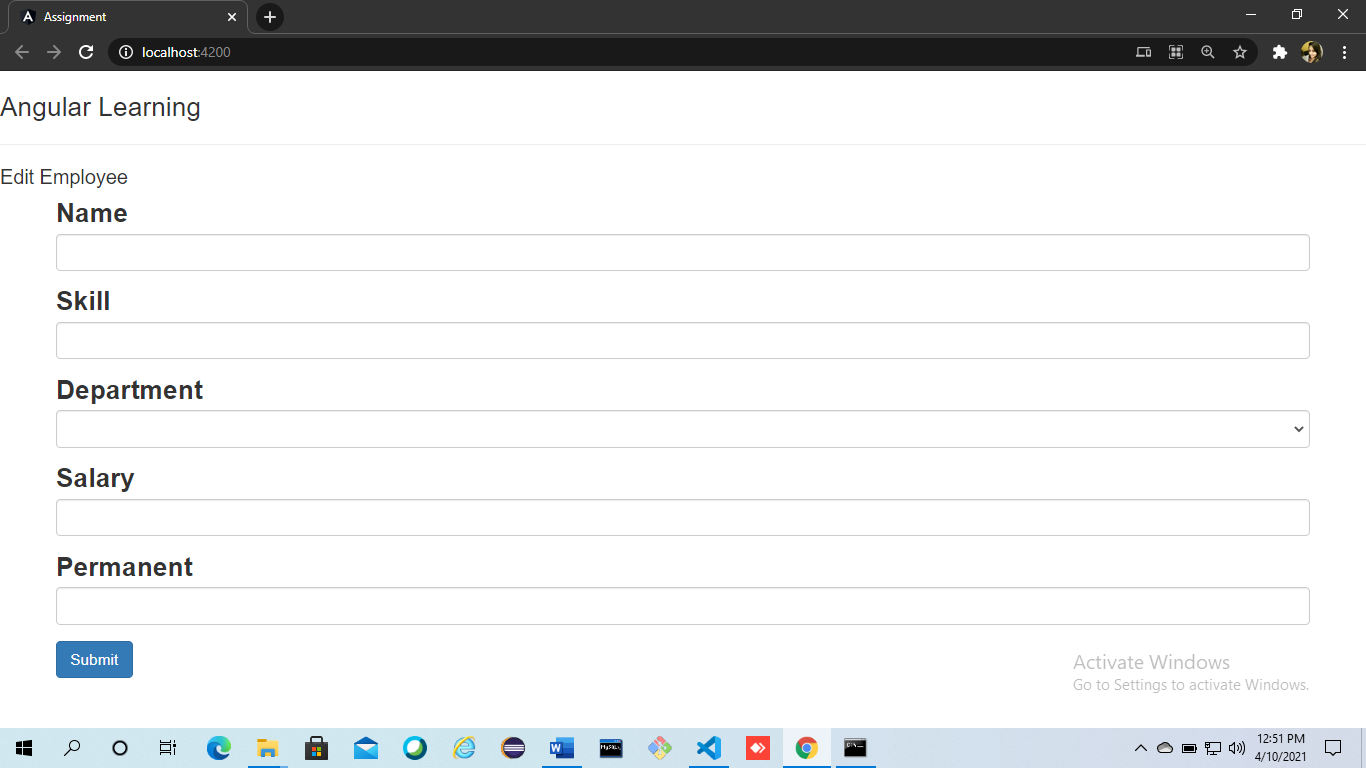 Assignment
localhost:4200
Angular Learning
Edit Employee
Name
Skill
Department
Salary
Permanent
Submit
Activate Windows
Go to Settings to activate Windows.
12:51 PM
4/10/2021